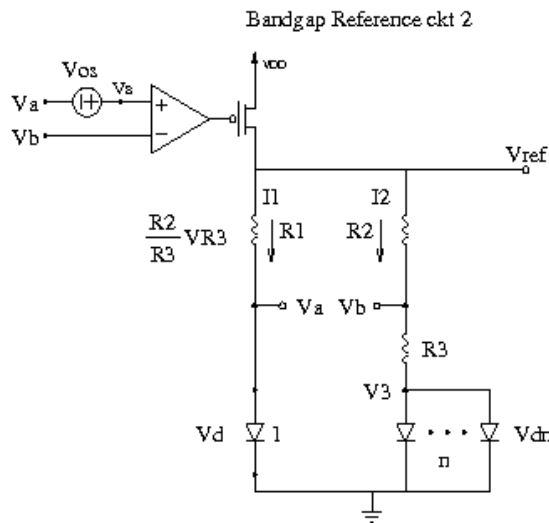 Bandgap Reference ckt 2
VDD
Vos
Va
Vs
+
Vb
−
Vref
I1
I2
R2
R3
VR3
R1
R2
Va
Vb
R3
V3
Vd
1
Vdn
n